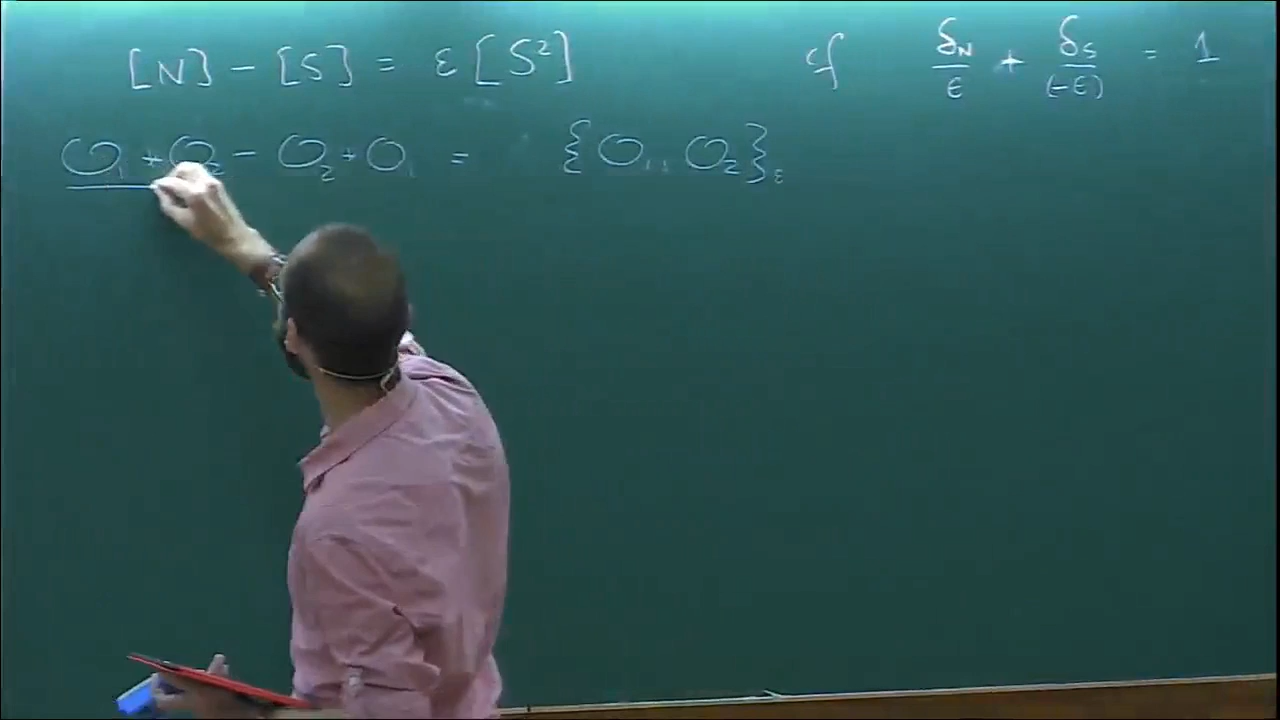 [N] - [S] = ε[S²] cf δ_N/ε + δ_S/(-ε) = 1
O₁ * O₂ - O₂ * O₁ = {O₁, O₂}_ε